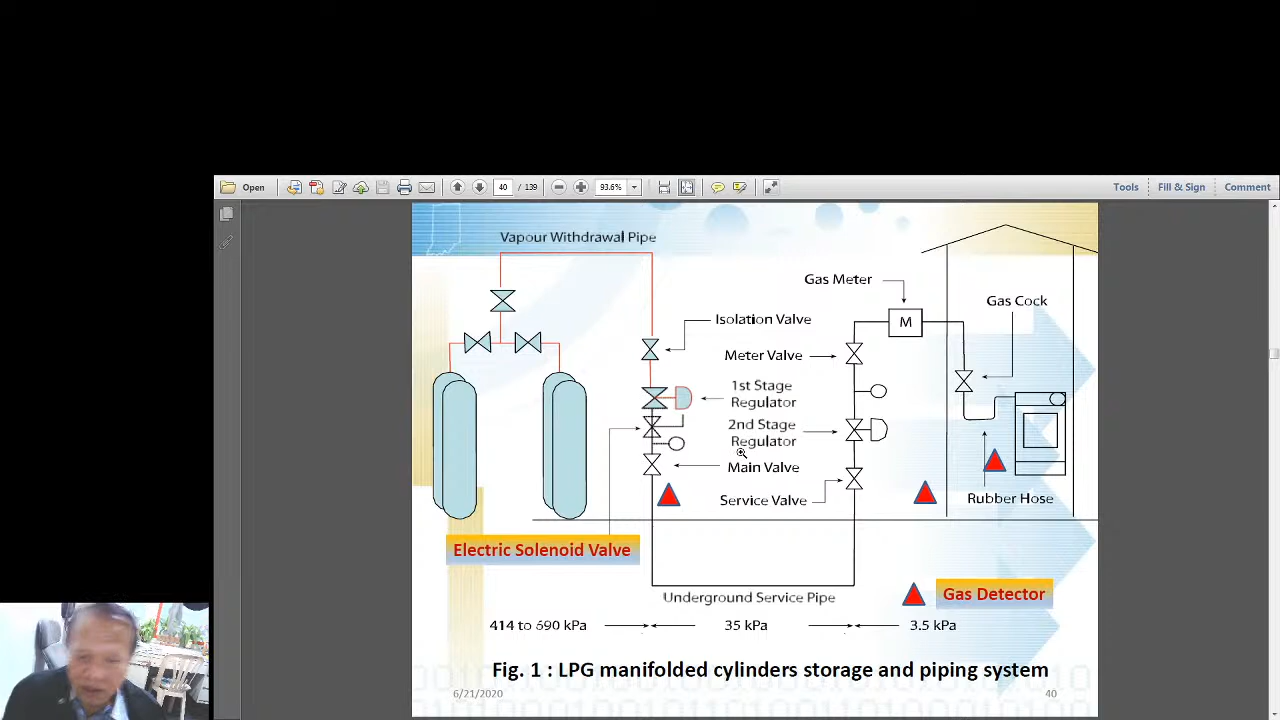 Open
40
/ 139
93.6%
Tools
Fill & Sign
Comment
Vapour Withdrawal Pipe
Gas Meter
M
Gas Cock
Isolation Valve
Meter Valve
1st Stage
Regulator
2nd Stage
Regulator
Main Valve
Service Valve
Rubber Hose
Electric Solenoid Valve
Gas Detector
Underground Service Pipe
414 to 690 kPa
35 kPa
3.5 kPa
Fig. 1 : LPG manifolded cylinders storage and piping system
6/21/2020
40